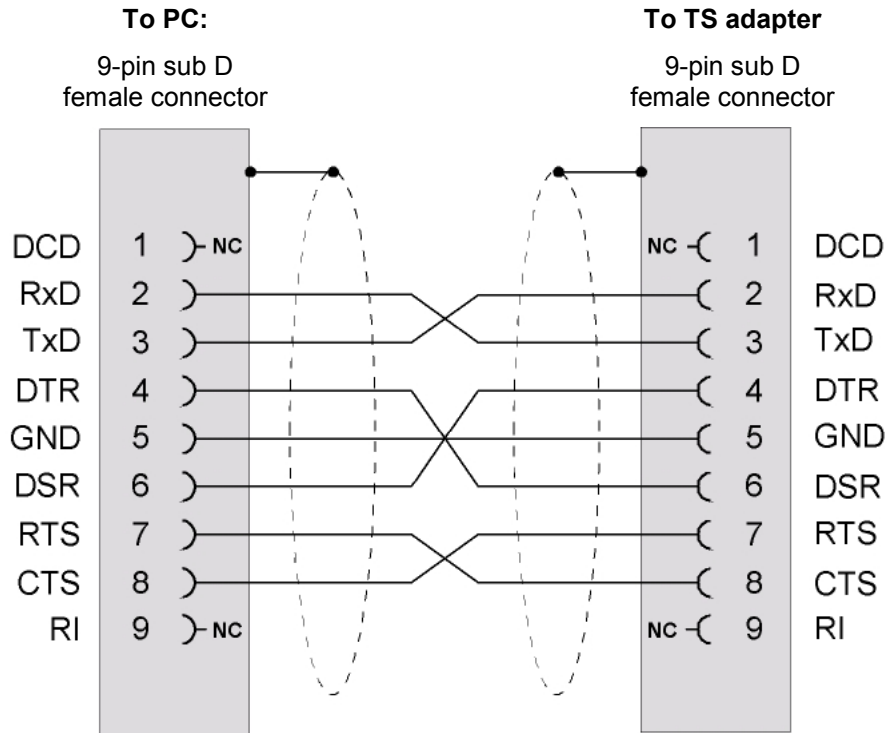 To PC:
To TS adapter
9-pin sub D
female connector
9-pin sub D
female connector
DCD 1 NC NC 1 DCD
RxD 2 2 RxD
TxD 3 3 TxD
DTR 4 4 DTR
GND 5 5 GND
DSR 6 6 DSR
RTS 7 7 RTS
CTS 8 8 CTS
RI 9 NC NC 9 RI